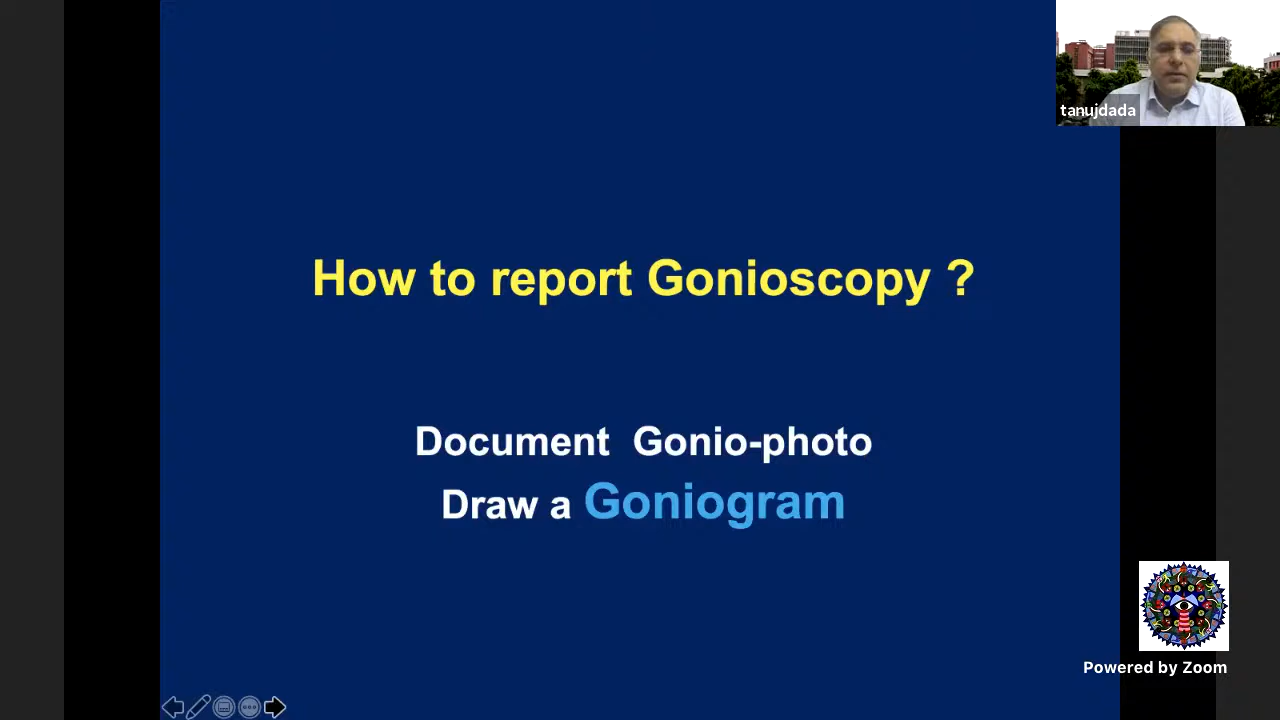 tanujdada
How to report Gonioscopy ?
Document Gonio-photo
Draw a Goniogram
Powered by Zoom